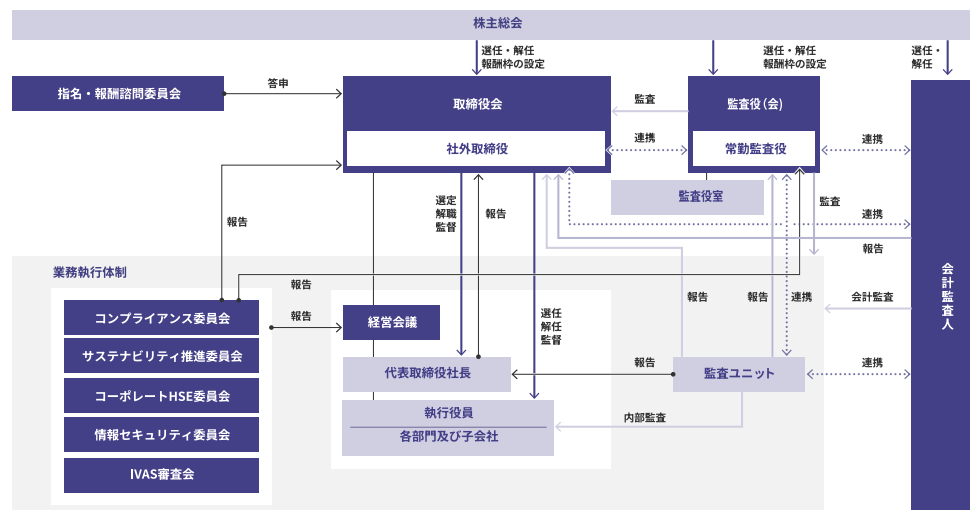 株主総会
選任・解任
報酬枠の設定
選任・解任
報酬枠の設定
選任・
解任
指名・報酬諮問委員会
答申
取締役会
監査
監査役（会）
社外取締役
連携
常勤監査役
連携
監査役室
選定
解職
監督
報告
監査
連携
報告
報告
業務執行体制
会計監査人
報告
コンプライアンス委員会
報告
経営会議
選任
解任
監督
報告
報告
連携
会計監査
サステナビリティ推進委員会
代表取締役社長
報告
監査ユニット
連携
コーポレートHSE委員会
執行役員
各部門及び子会社
内部監査
情報セキュリティ委員会
IVAS審査会